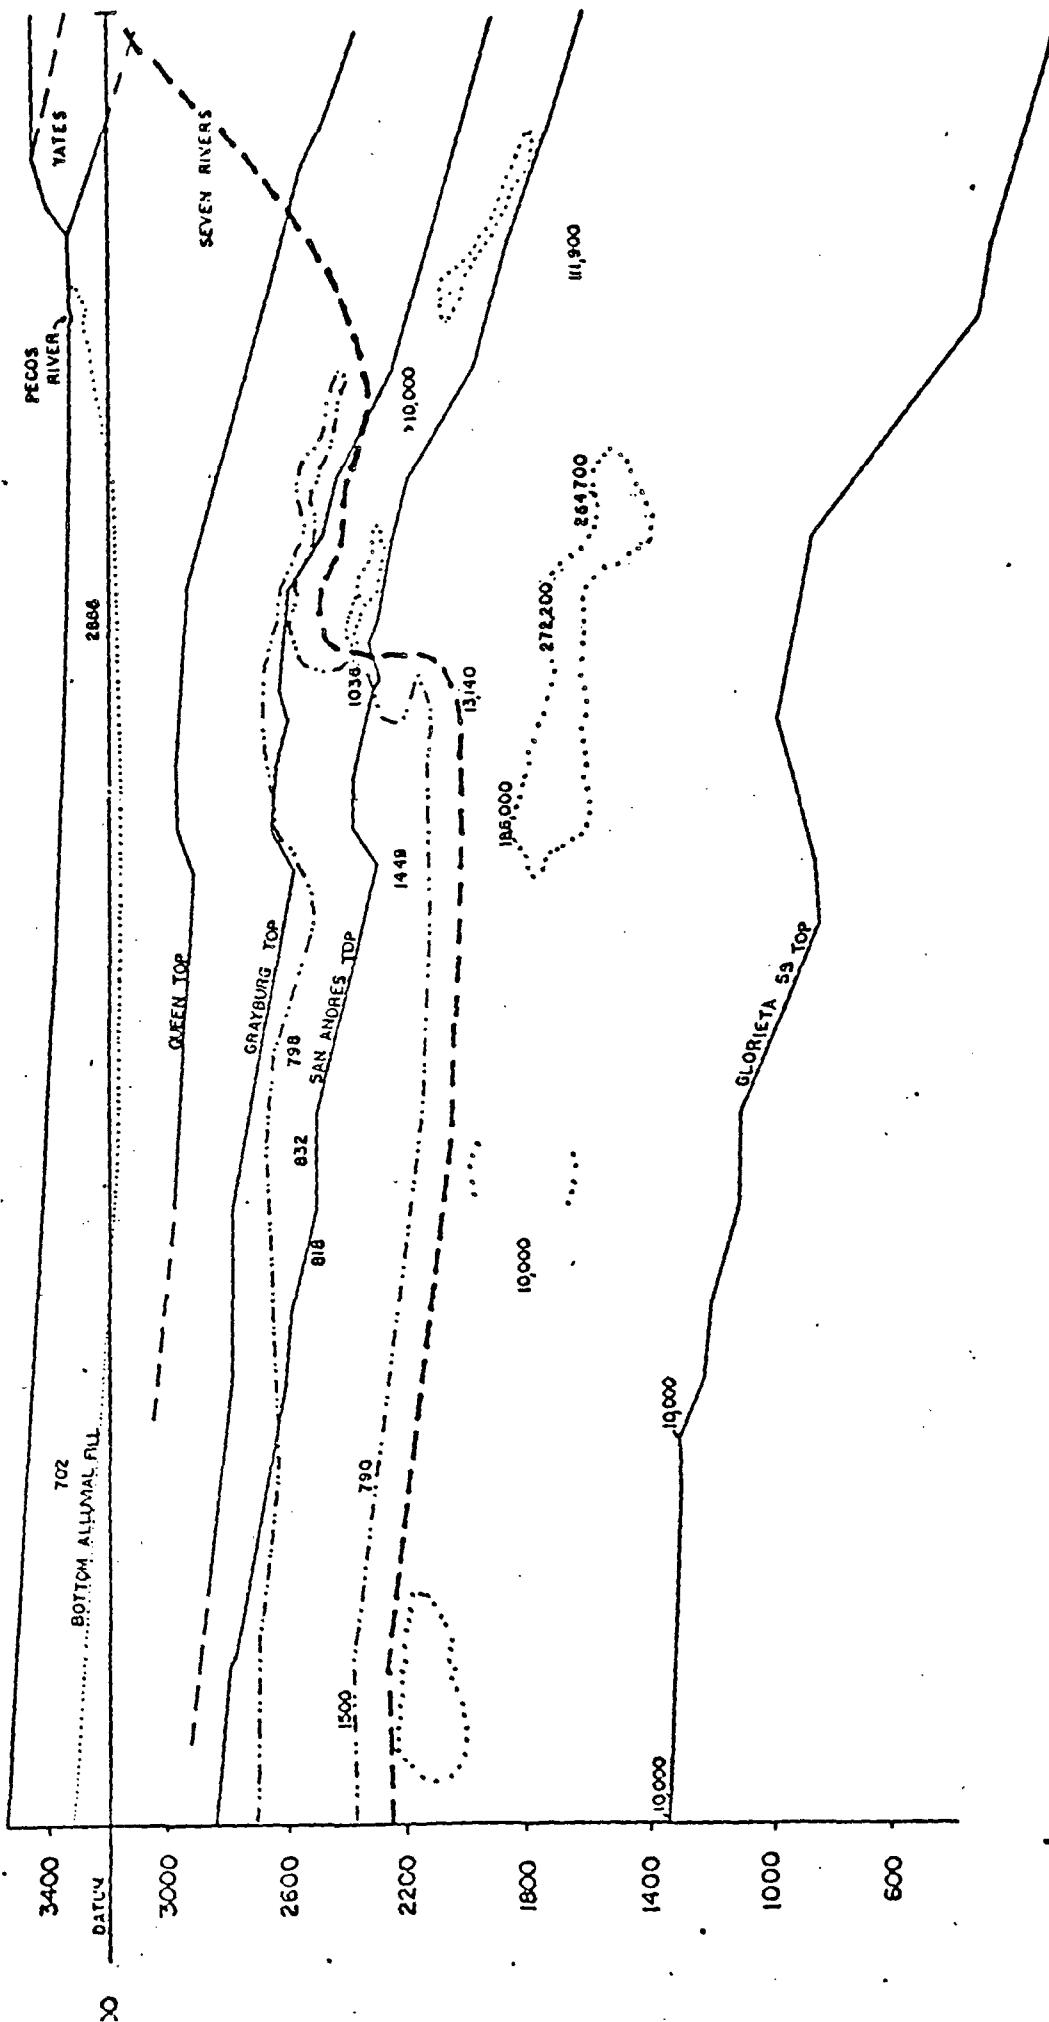 YATES
SEVEN RIVERS
PECOS
RIVER
2886
702
BOTTOM ALLUVIAL FILL
QUEEN TOP
GRAYBURG TOP
SAN ANDRES TOP
GLORIETA SS TOP
111,900
>10,000
264,700
272,200
186,000
1036
13,140
1449
798
832
818
10,000
790
1500
10,000
10,000
3400
DATUM
3000
2600
2200
1800
1400
1000
600